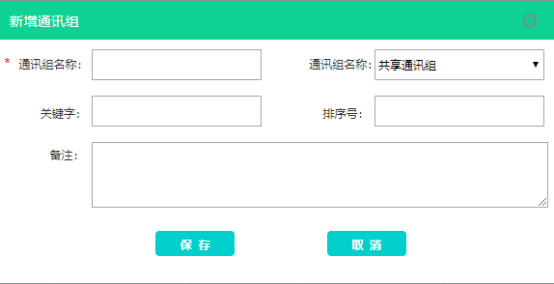 新增通讯组
* 通讯组名称： 通讯组名称： 共享通讯组
关键字： 排序号：
备注：
保 存 取 消